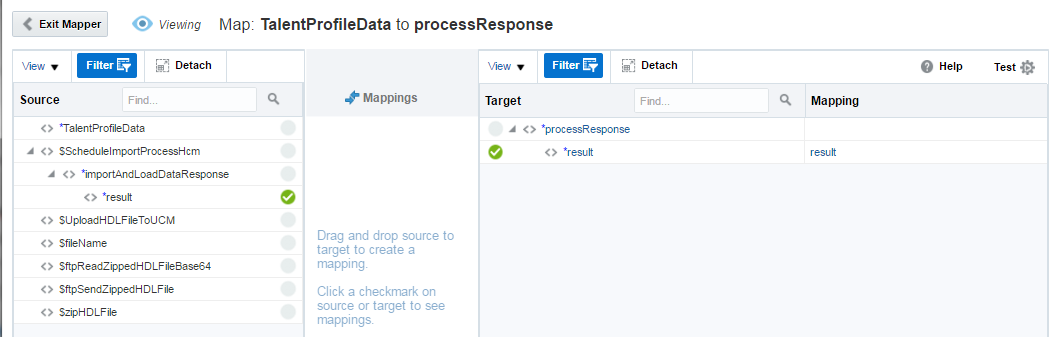 Exit Mapper
Viewing
Map: TalentProfileData to processResponse
View
Filter
Detach
Mappings
View
Filter
Detach
Help
Test
Source
Find...
Target
Find...
Mapping
*TalentProfileData
$ScheduleImportProcessHcm
*importAndLoadDataResponse
*result
$UploadHDLFileToUCM
$fileName
$ftpReadZippedHDLFileBase64
$ftpSendZippedHDLFile
$zipHDLFile
Drag and drop source to
target to create a
mapping.
Click a checkmark on
source or target to see
mappings.
*processResponse
*result
result